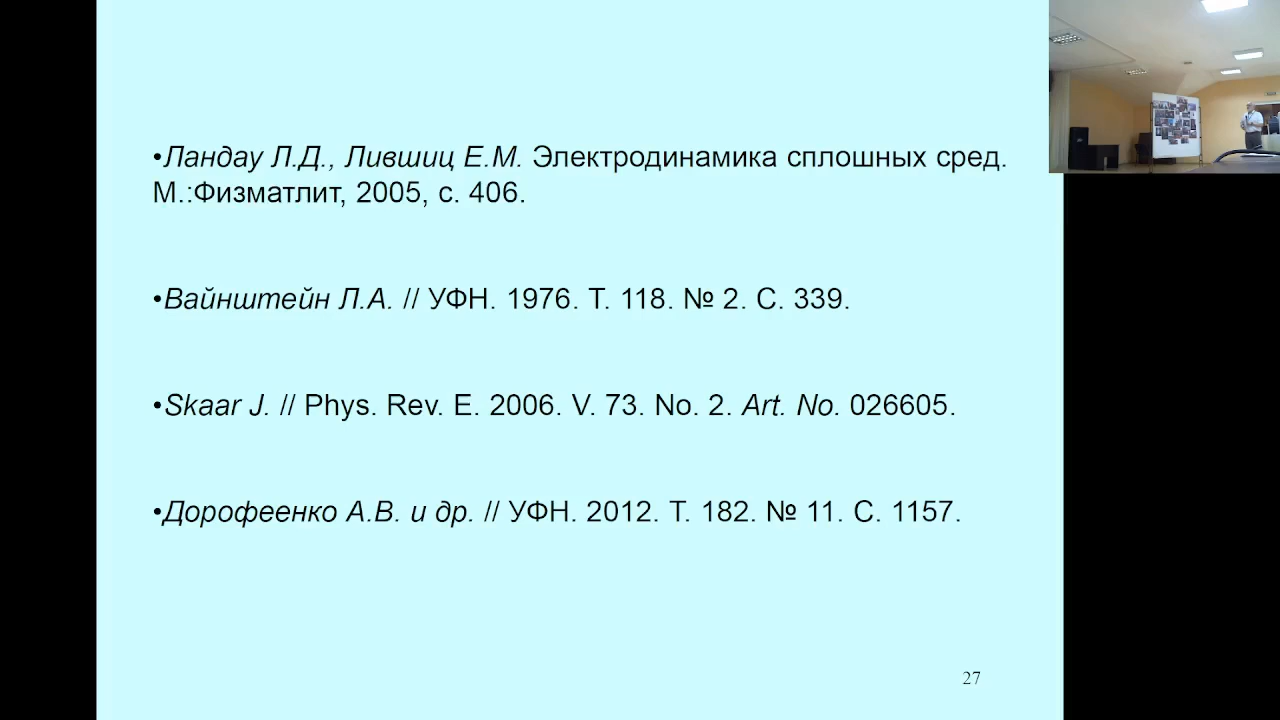 •Ландау Л.Д., Лившиц Е.М. Электродинамика сплошных сред.
М.:Физматлит, 2005, с. 406.
•Вайнштейн Л.А. // УФН. 1976. Т. 118. № 2. С. 339.
•Skaar J. // Phys. Rev. E. 2006. V. 73. No. 2. Art. No. 026605.
•Дорофеенко А.В. и др. // УФН. 2012. Т. 182. № 11. С. 1157.
27